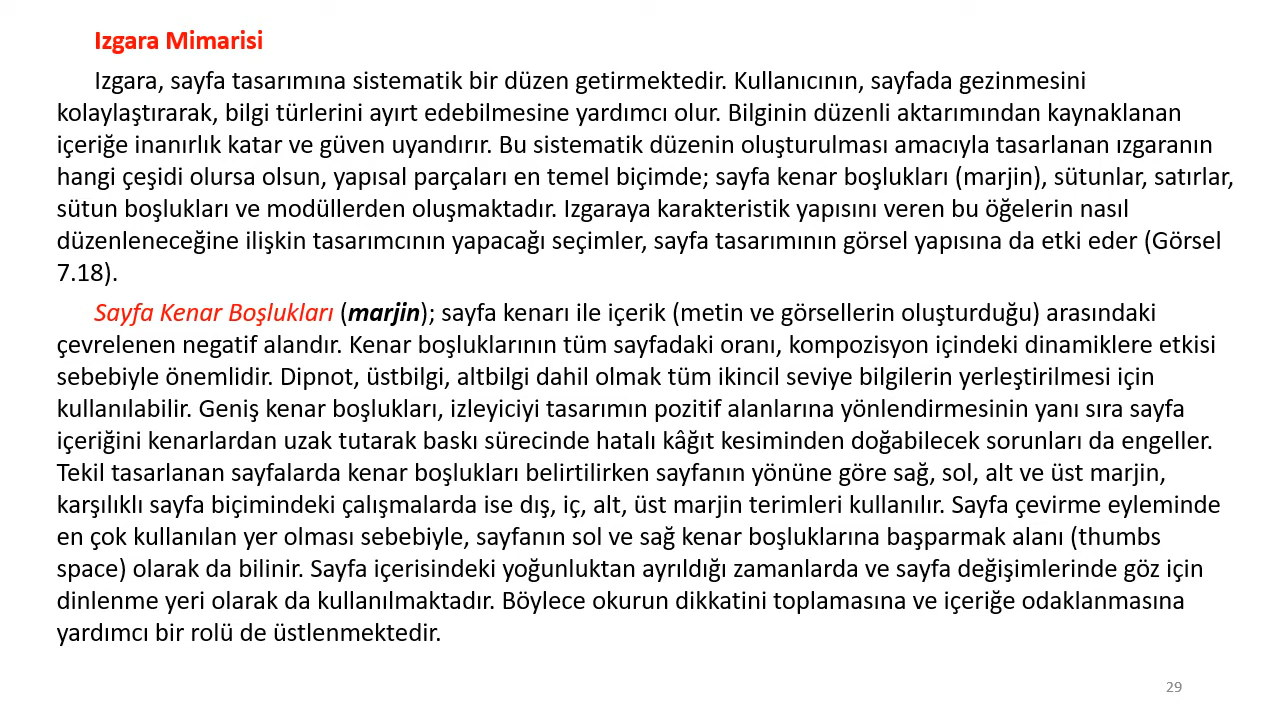 Izgara Mimarisi
Izgara, sayfa tasarımına sistematik bir düzen getirmektedir. Kullanıcının, sayfada gezinmesini
kolaylaştırarak, bilgi türlerini ayırt edebilmesine yardımcı olur. Bilginin düzenli aktarımından kaynaklanan
içeriğe inanırlık katar ve güven uyandırır. Bu sistematik düzenin oluşturulması amacıyla tasarlanan ızgaranın
hangi çeşidi olursa olsun, yapısal parçaları en temel biçimde; sayfa kenar boşlukları (marjin), sütunlar, satırlar,
sütun boşlukları ve modüllerden oluşmaktadır. Izgaraya karakteristik yapısını veren bu öğelerin nasıl
düzenleneceğine ilişkin tasarımcının yapacağı seçimler, sayfa tasarımının görsel yapısına da etki eder (Görsel
7.18).
Sayfa Kenar Boşlukları (marjin); sayfa kenarı ile içerik (metin ve görsellerin oluşturduğu) arasındaki
çevrelenen negatif alandır. Kenar boşluklarının tüm sayfadaki oranı, kompozisyon içindeki dinamiklere etkisi
sebebiyle önemlidir. Dipnot, üstbilgi, altbilgi dahil olmak tüm ikincil seviye bilgilerin yerleştirilmesi için
kullanılabilir. Geniş kenar boşlukları, izleyiciyi tasarımın pozitif alanlarına yönlendirmesinin yanı sıra sayfa
içeriğini kenarlardan uzak tutarak baskı sürecinde hatalı kâğıt kesiminden doğabilecek sorunları da engeller.
Tekil tasarlanan sayfalarda kenar boşlukları belirtilirken sayfanın yönüne göre sağ, sol, alt ve üst marjin,
karşılıklı sayfa biçimindeki çalışmalarda ise dış, iç, alt, üst marjin terimleri kullanılır. Sayfa çevirme eyleminde
en çok kullanılan yer olması sebebiyle, sayfanın sol ve sağ kenar boşluklarına başparmak alanı (thumbs
space) olarak da bilinir. Sayfa içerisindeki yoğunluktan ayrıldığı zamanlarda ve sayfa değişimlerinde göz için
dinlenme yeri olarak da kullanılmaktadır. Böylece okurun dikkatini toplamasına ve içeriğe odaklanmasına
yardımcı bir rolü de üstlenmektedir.
29